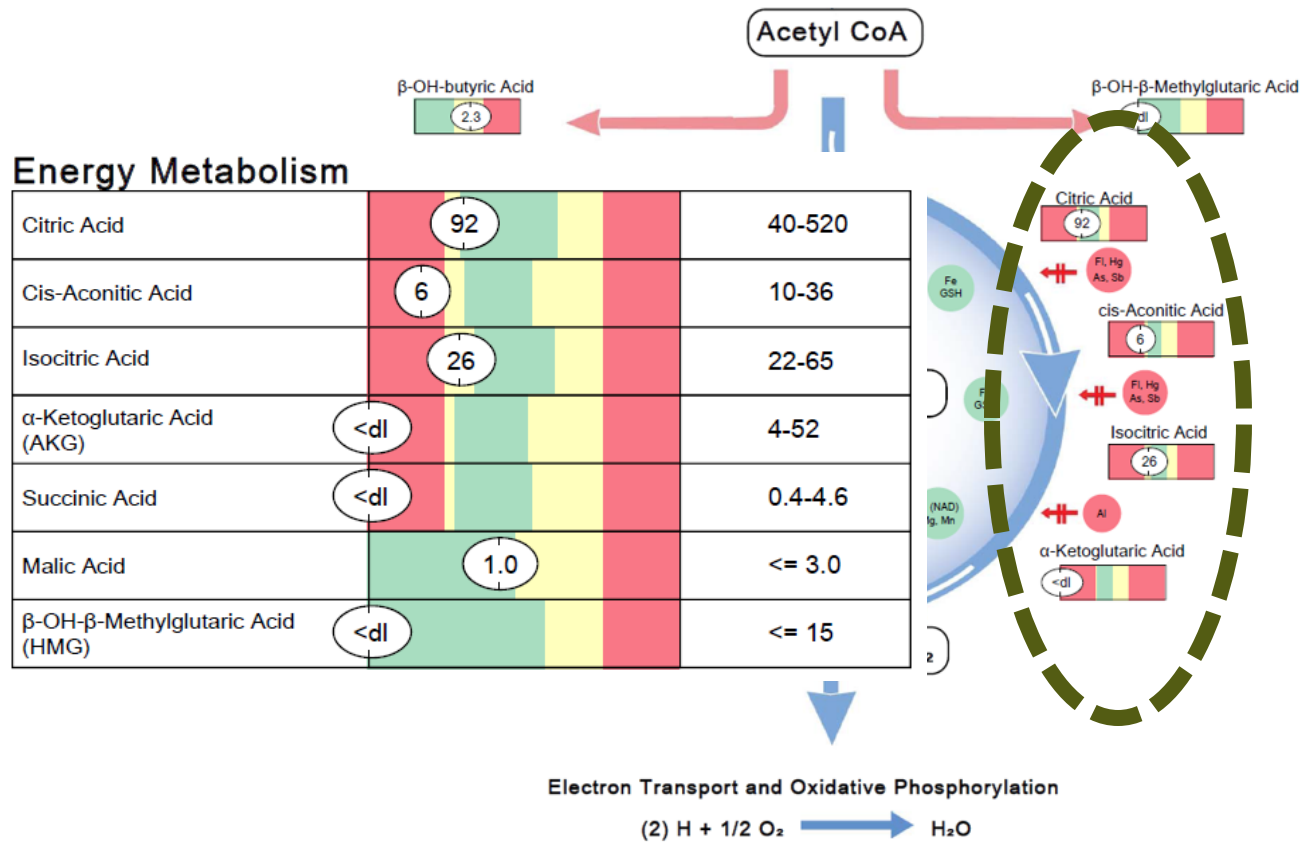 Acetyl CoA
β-OH-butyric Acid
2.3
β-OH-β-Methylglutaric Acid
Energy Metabolism
Citric Acid
92
40-520
Cis-Aconitic Acid
6
10-36
Isocitric Acid
26
22-65
α-Ketoglutaric Acid
(AKG)
<dl
4-52
Succinic Acid
<dl
0.4-4.6
Malic Acid
1.0
<= 3.0
β-OH-β-Methylglutaric Acid
(HMG)
<dl
<= 15
Citric Acid
92
Fl, Hg
As, Sb
Fe
GSH
cis-Aconitic Acid
6
Fl, Hg
As, Sb
Isocitric Acid
26
(NAD)
Mg, Mn
Al
α-Ketoglutaric Acid
<dl
Electron Transport and Oxidative Phosphorylation
(2) H + 1/2 O₂
H₂O